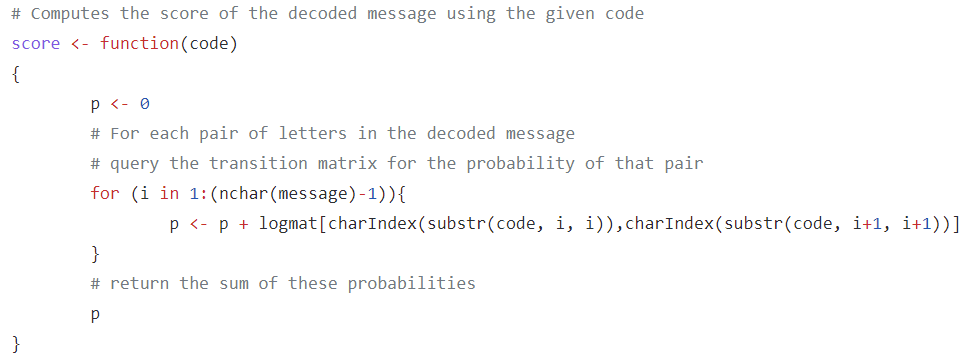 # Computes the score of the decoded message using the given code
score <- function(code)
{
        p <- 0
        # For each pair of letters in the decoded message
        # query the transition matrix for the probability of that pair
        for (i in 1:(nchar(message)-1)){
                p <- p + logmat[charIndex(substr(code, i, i)),charIndex(substr(code, i+1, i+1))]
        }
        # return the sum of these probabilities
        p
}